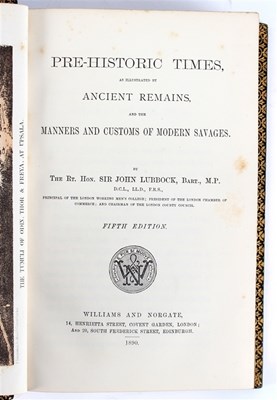 THE TUMULI OF ODIN, THOR & FREYA, AT UPSALA.
PRE-HISTORIC TIMES,
AS ILLUSTRATED BY
ANCIENT REMAINS,
AND THE
MANNERS AND CUSTOMS OF MODERN SAVAGES.
BY
THE RT. HON. SIR JOHN LUBBOCK, BART., M.P.
D.C.L., LL.D., F.R.S.,
PRINCIPAL OF THE LONDON WORKING MEN'S COLLEGE; PRESIDENT OF THE LONDON CHAMBER OF
COMMERCE; AND CHAIRMAN OF THE LONDON COUNTY COUNCIL.
FIFTH EDITION.
WILLIAMS AND NORGATE,
14, HENRIETTA STREET, COVENT GARDEN, LONDON;
AND 20, SOUTH FREDERICK STREET, EDINBURGH.
1890.